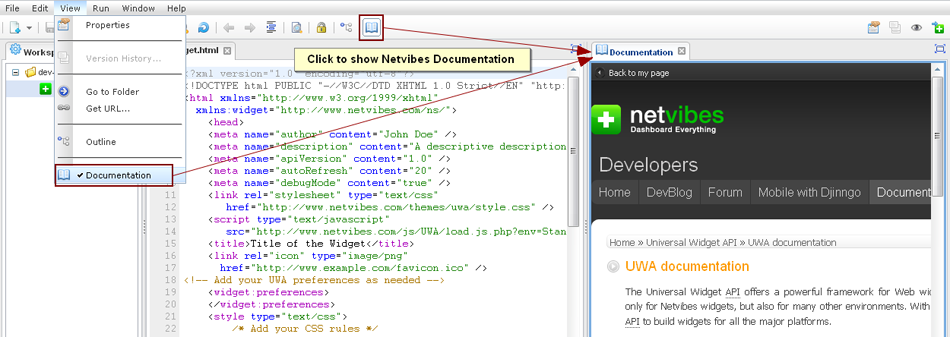 File Edit View Run Window Help
Properties
Version History...
Go to Folder
Get URL...
Outline
✔ Documentation
Workspa
dev-
get.html
Click to show Netvibes Documentation
<?xml version="1.0" encoding="utf-8"?>
<!DOCTYPE html PUBLIC "-//W3C//DTD XHTML 1.0 Strict//EN" "http:
<html xmlns="http://www.w3.org/1999/xhtml"
xmlns:widget="http://www.netvibes.com/ns/">
<head>
<meta name="author" content="John Doe" />
<meta name="description" content="A descriptive description
<meta name="apiVersion" content="1.0" />
<meta name="autoRefresh" content="20" />
<meta name="debugMode" content="true" />
11 <link rel="stylesheet" type="text/css"
12 href="http://www.netvibes.com/themes/uwa/style.css" />
13 <script type="text/javascript"
14 src="http://www.netvibes.com/js/UWA/load.js.php?env=Stan
15 <title>Title of the Widget</title>
16 <link rel="icon" type="image/png"
17 href="http://www.example.com/favicon.ico" />
18 <!-- Add your UWA preferences as needed -->
19 <widget:preferences>
20 </widget:preferences>
21 <style type="text/css">
22 /* Add your CSS rules */
Documentation
Back to my page
netvibes
Dashboard Everything
Developers
Home DevBlog Forum Mobile with Djinngo Document
Home » Universal Widget API » UWA documentation
UWA documentation
The Universal Widget API offers a powerful framework for Web wid
only for Netvibes widgets, but also for many other environments. With
API to build widgets for all the major platforms.